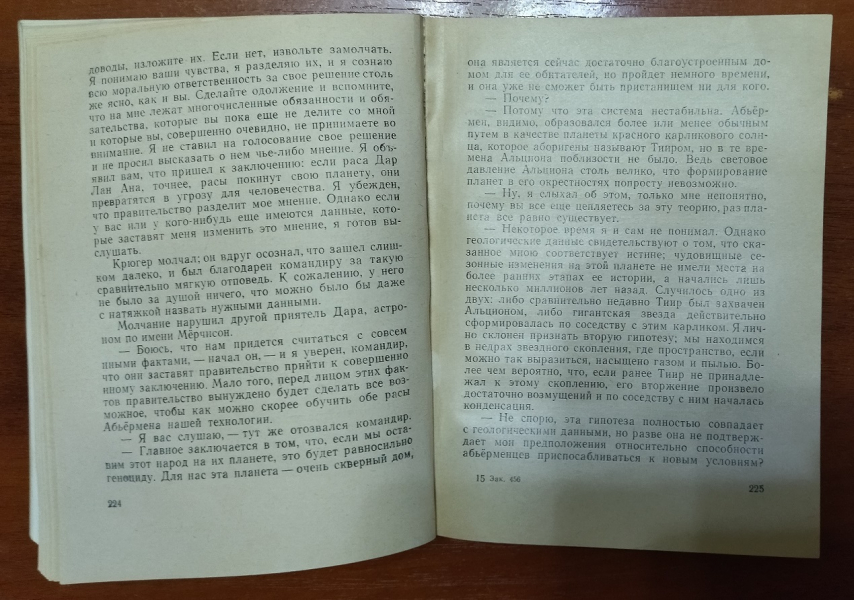 доводы, изложите их. Если нет, извольте замолчать.
Я понимаю ваши чувства, я разделяю их, и я сознаю
всю моральную ответственность за свое решение столь
же ясно, как и вы. Сделайте одолжение и вспомните,
что на мне лежат многочисленные обязанности и обя-
зательства, которые вы пока еще не делите со мной
и которые вы, совершенно очевидно, не принимаете во
внимание. Я не ставил на голосование свое решение
и не просил высказать о нем чье-либо мнение. Я объ-
явил вам, что пришел к заключению: если раса Дар
Лян Ана, точнее, расы покинут свою планету, они
превратятся в угрозу для человечества. Я убежден,
что правительство разделит мое мнение. Однако если
у вас или у кого-нибудь еще имеются данные, кото-
рые заставят меня изменить это мнение, я готов вы-
слушать.
Крюгер молчал; он вдруг осознал, что зашел слиш-
ком далеко, и был благодарен командиру за такую
сравнительно мягкую отповедь. К сожалению, у него
не было за душой ничего, что можно было бы даже
с натяжкой назвать нужными данными.
Молчание нарушил другой приятель Дара, астро-
ном по имени Мёрчисон.
— Боюсь, что нам придется считаться с совсем
иными фактами, — начал он, — и я уверен, командир,
что они заставят правительство прийти к совершенно
иному заключению. Мало того, перед лицом этих фак-
тов правительство вынуждено будет сделать все воз-
можное, чтобы как можно скорее обучить обе расы
Абьёрмена нашей технологии.
— Я вас слушаю, — тут же отозвался командир.
— Главное заключается в том, что, если мы оста-
вим этот народ на их планете, это будет равносильно
геноциду. Для нас эта планета — очень скверный дом,
224
она является сейчас достаточно благоустроенным до-
мом для ее обитателей, но пройдет немного времени,
и она уже не сможет быть пристанищем ни для кого.
— Почему?
— Потому что эта система нестабильна. Абьёр-
мен, видимо, образовался более или менее обычным
путем в качестве планеты красного карликового солн-
ца, которое аборигены называют Тииром, но в те вре-
мена Альциона поблизости не было. Ведь световое
давление Альциона столь велико, что формирование
планет в его окрестностях попросту невозможно.
— Ну, я слыхал об этом, только мне непонятно,
почему вы все еще цепляетесь за эту теорию, раз пла-
нета все равно существует.
— Некоторое время я и сам не понимал. Однако
геологические данные свидетельствуют о том, что ска-
занное мною соответствует истине; чудовищные се-
зонные изменения на этой планете не имели места на
более ранних этапах ее истории, а начались лишь
несколько миллионов лет назад. Случилось одно из
двух: либо сравнительно недавно Тиир был захвачен
Альционом, либо гигантская звезда действительно
сформировалась по соседству с этим карликом. Я лич-
но склонен признать вторую гипотезу; мы находимся
в недрах звездного скопления, где пространство, если
можно так выразиться, насыщено газом и пылью. Бо-
лее чем вероятно, что, если ранее Тиир не принадле-
жал к этому скоплению, его вторжение произвело
достаточно возмущений и по соседству с ним началась
конденсация.
— Не спорю, эта гипотеза полностью совпадает
с геологическими данными, но разве она не подтверж-
дает мои предположения относительно способности
абьёрменцев приспосабливаться к новым условиям?
15 Зак. 456
225